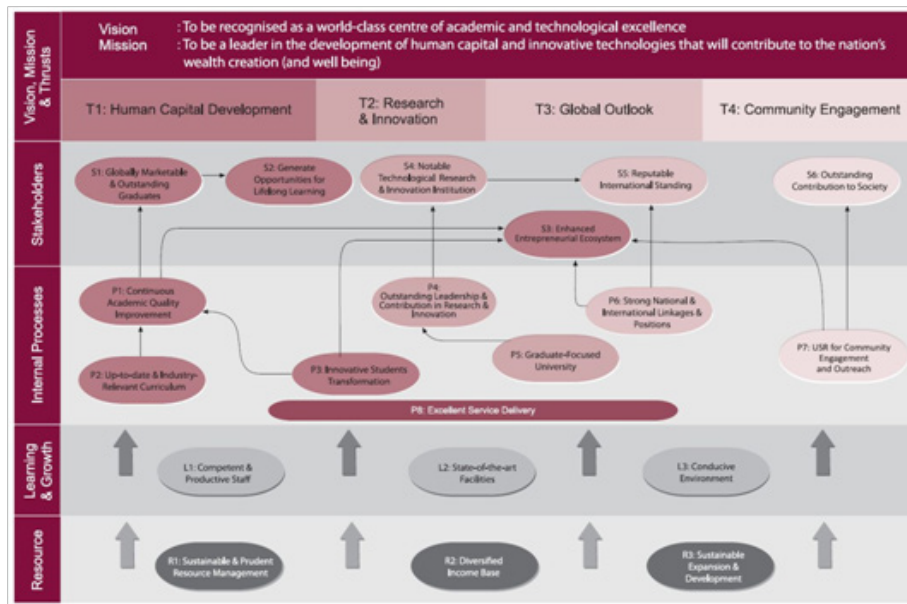 Vision, Mission
& Thrusts
Vision : To be recognised as a world-class centre of academic and technological excellence
Mission : To be a leader in the development of human capital and innovative technologies that will contribute to the nation's
wealth creation (and well being)
T1: Human Capital Development
T2: Research
& Innovation
T3: Global Outlook
T4: Community Engagement
Stakeholders
S1: Globally Marketable
& Outstanding
Graduates
S2: Generate
Opportunities for
Lifelong Learning
S4: Notable
Technological Research
& Innovation Institution
S5: Reputable
International Standing
S6: Outstanding
Contribution to Society
S3: Enhanced
Entrepreneurial Ecosystem
Internal Processes
P1: Continuous
Academic Quality
Improvement
P4:
Outstanding Leadership &
Contribution in Research &
Innovation
P6: Strong National
& International Linkages &
Positions
P2: Up-to-date & Industry-
Relevant Curriculum
P3: Innovative Students
Transformation
P5: Graduate-Focused
University
P7: USR for Community
Engagement
and Outreach
P8: Excellent Service Delivery
Learning
& Growth
L1: Competent &
Productive Staff
L2: State-of-the-art
Facilities
L3: Conducive
Environment
Resource
R1: Sustainable & Prudent
Resource Management
R2: Diversified
Income Base
R3: Sustainable
Expansion &
Development